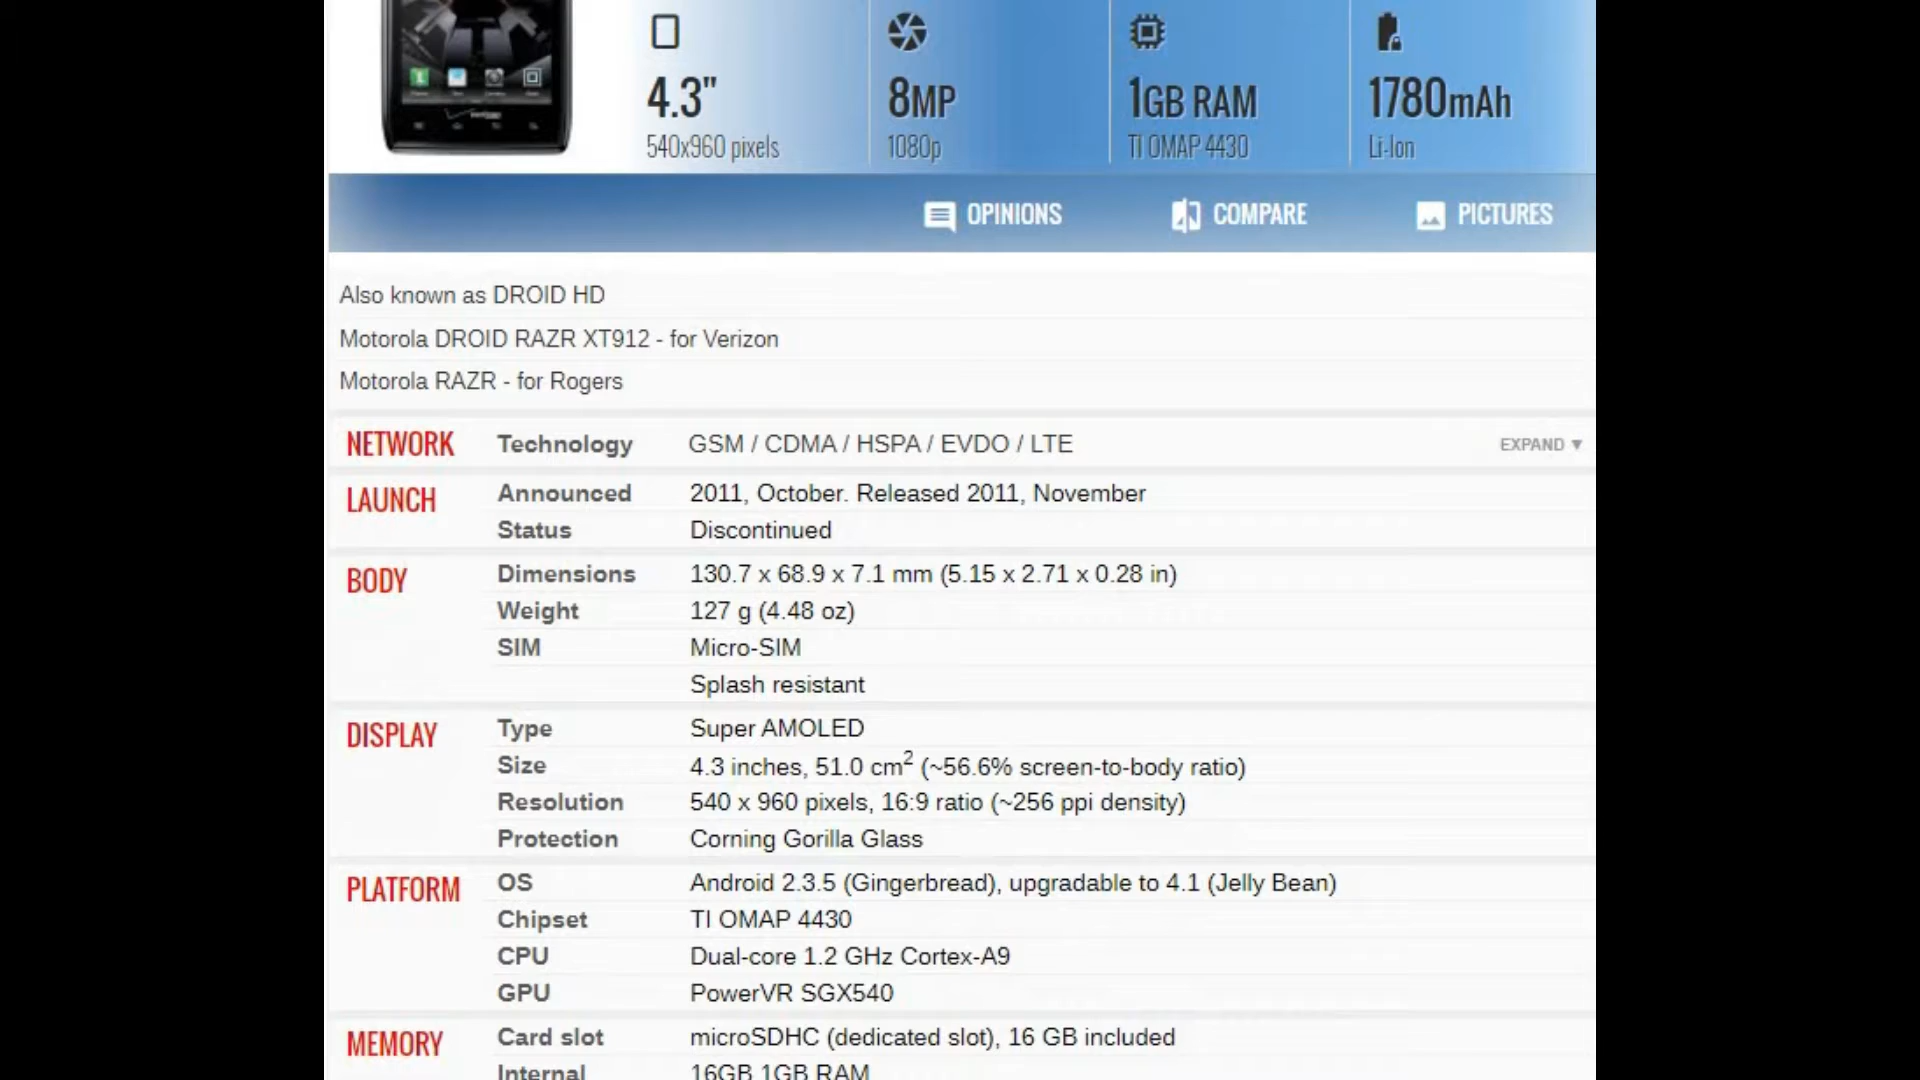 4.3" 8MP 1GB RAM 1780mAh
540x960 pixels 1080p TI OMAP 4430 Li-Ion
verizon
OPINIONS COMPARE PICTURES
Also known as DROID HD
Motorola DROID RAZR XT912 - for Verizon
Motorola RAZR - for Rogers
NETWORK Technology GSM / CDMA / HSPA / EVDO / LTE EXPAND ▼
LAUNCH Announced 2011, October. Released 2011, November
Status Discontinued
BODY Dimensions 130.7 x 68.9 x 7.1 mm (5.15 x 2.71 x 0.28 in)
Weight 127 g (4.48 oz)
SIM Micro-SIM
Splash resistant
DISPLAY Type Super AMOLED
Size 4.3 inches, 51.0 cm² (~56.6% screen-to-body ratio)
Resolution 540 x 960 pixels, 16:9 ratio (~256 ppi density)
Protection Corning Gorilla Glass
PLATFORM OS Android 2.3.5 (Gingerbread), upgradable to 4.1 (Jelly Bean)
Chipset TI OMAP 4430
CPU Dual-core 1.2 GHz Cortex-A9
GPU PowerVR SGX540
MEMORY Card slot microSDHC (dedicated slot), 16 GB included
Internal 16GB 1GB RAM